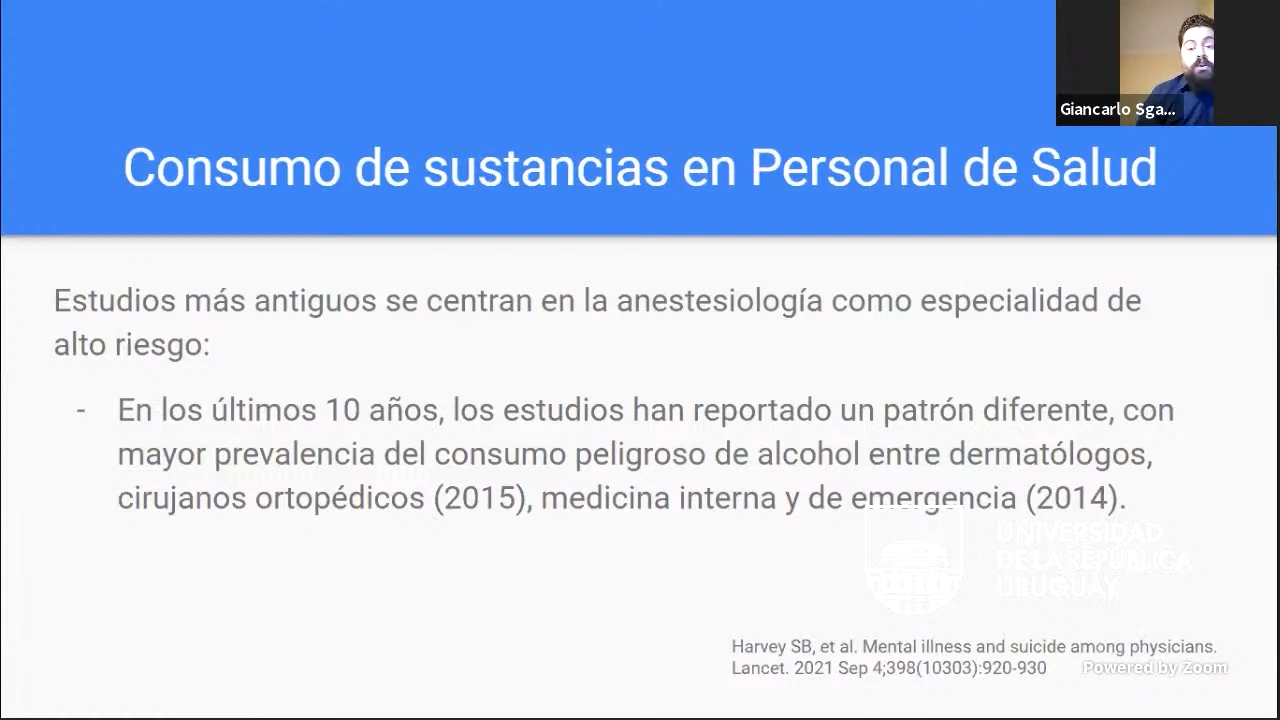 Giancarlo Sga...
Consumo de sustancias en Personal de Salud
Estudios más antiguos se centran en la anestesiología como especialidad de
alto riesgo:
- En los últimos 10 años, los estudios han reportado un patrón diferente, con
mayor prevalencia del consumo peligroso de alcohol entre dermatólogos,
cirujanos ortopédicos (2015), medicina interna y de emergencia (2014).
UNIVERSIDAD
DE LA REPÚBLICA
URUGUAY
Harvey SB, et al. Mental illness and suicide among physicians.
Lancet. 2021 Sep 4;398(10303):920-930
Powered by Zoom